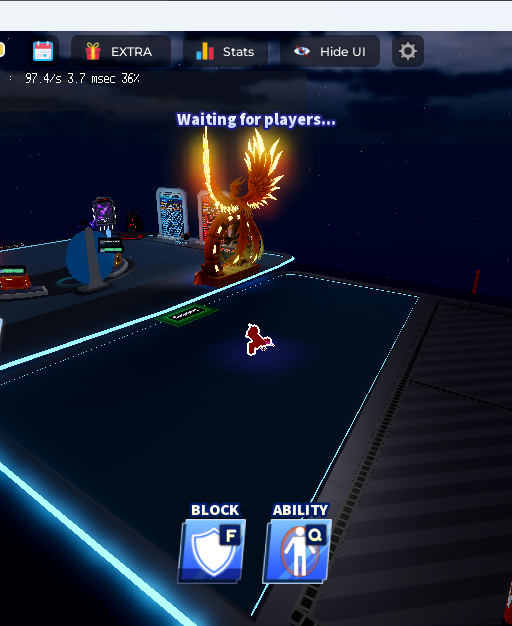 EXTRA
Stats
Hide UI
: 97.4/s 3.7 msec 36%
Waiting for players...
BLOCK
ABILITY
F
Q